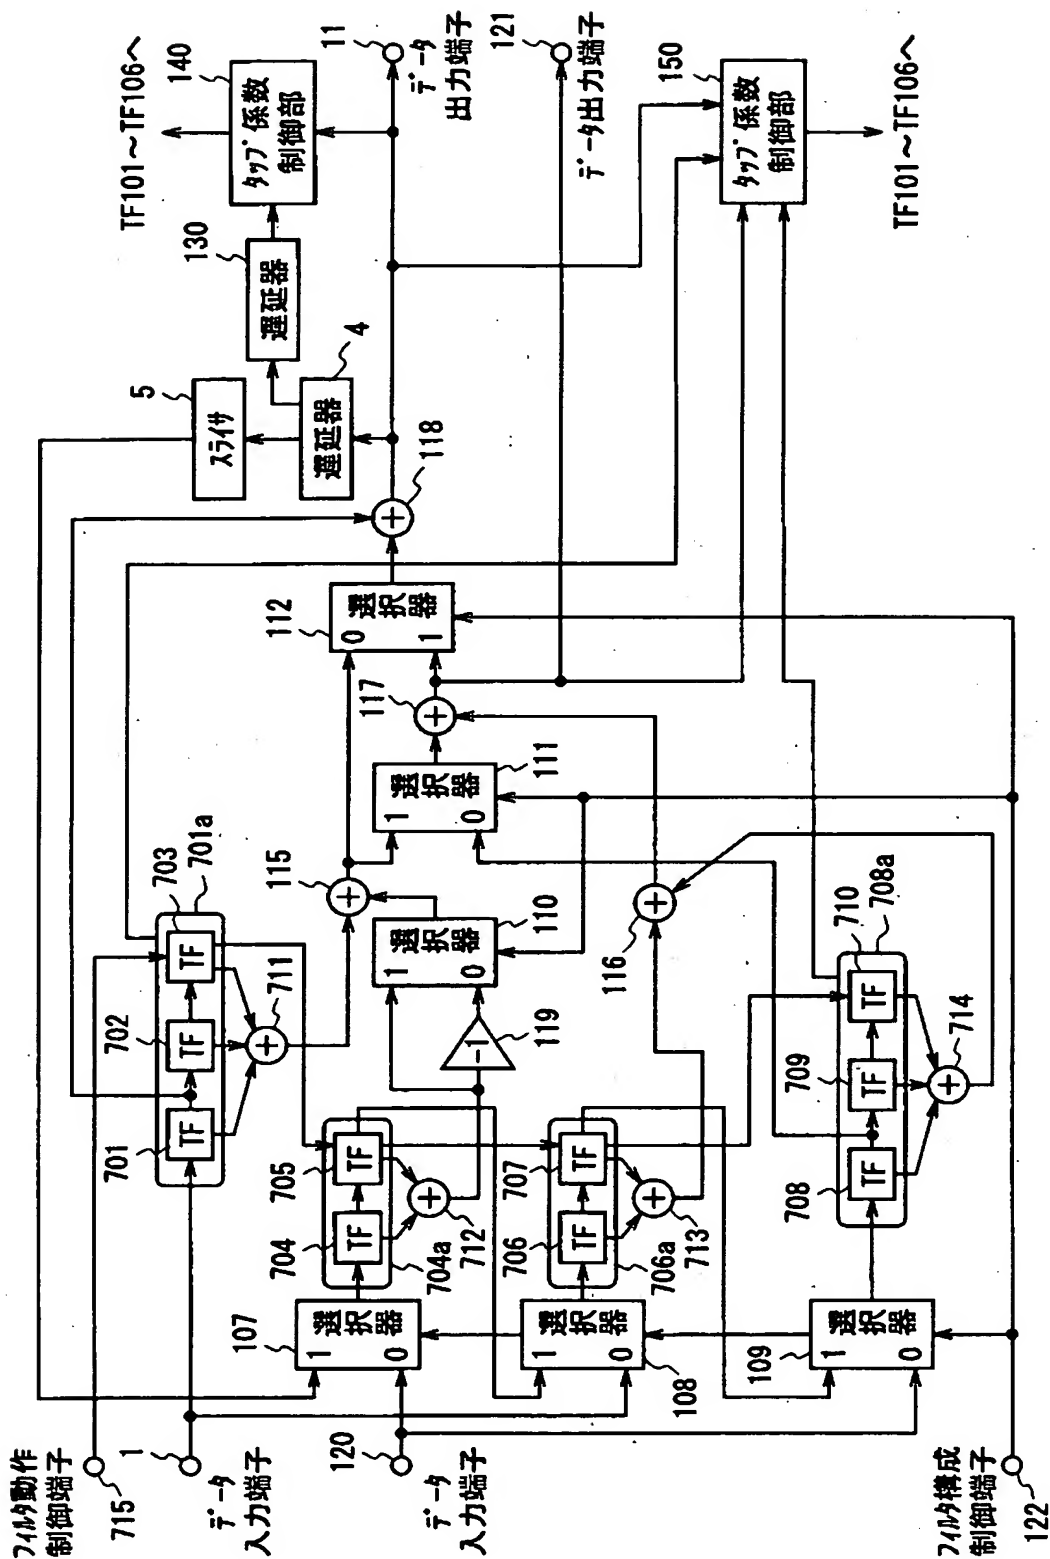 フィルタ動作
制御端子
715
1
データ
入力端子
120
データ
入力端子
フィルタ構成
制御端子
122
107
選択器
1
0
108
選択器
1
0
109
選択器
1
0
701
TF
702
TF
703
TF
701a
711
+
704
TF
705
TF
704a
712
+
706
TF
707
TF
706a
713
+
708
TF
709
TF
710
TF
708a
714
+
-1
119
110
選択器
1
0
115
+
116
+
111
選択器
1
0
117
+
112
選択器
0
1
118
+
5
スライサ
4
遅延器
130
遅延器
140
タップ係数
制御部
TF101～TF106へ
11
データ
出力端子
121
データ出力端子
150
タップ係数
制御部
TF101～TF106へ